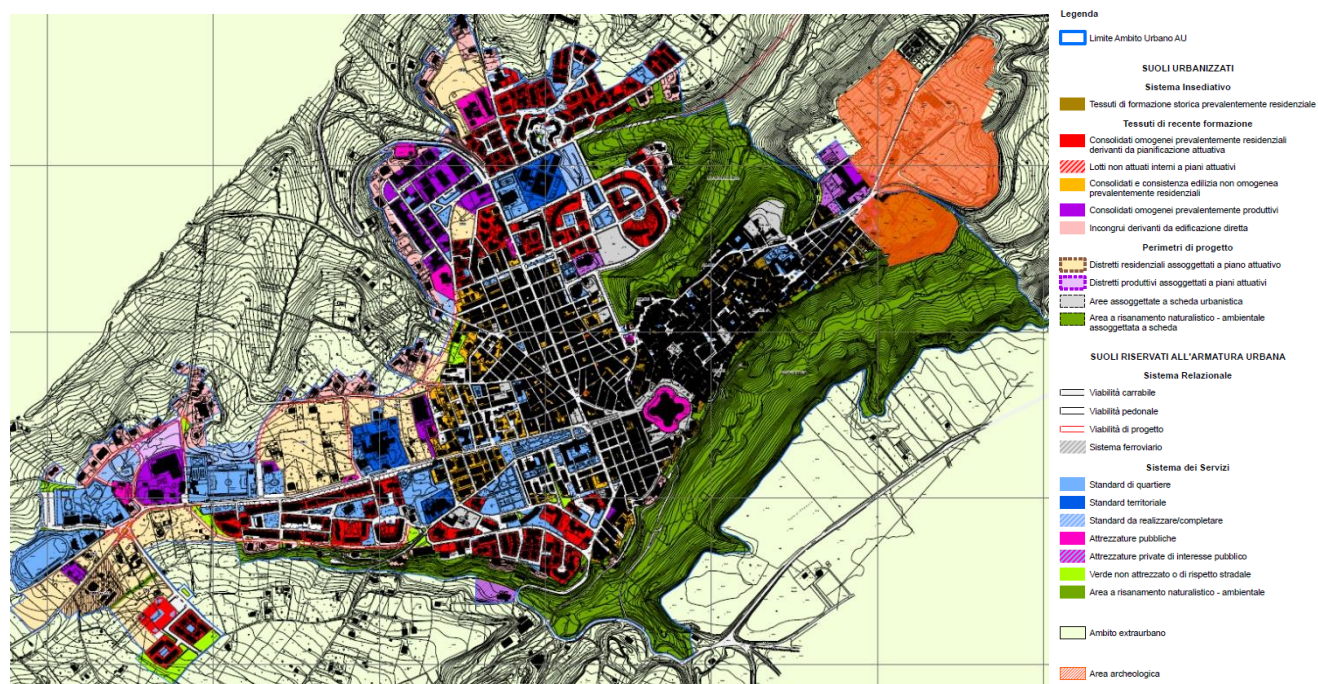 Legenda
Limite Ambito Urbano AU
SUOLI URBANIZZATI
Sistema Insediativo
Tessuti di formazione storica prevalentemente residenziale
Tessuti di recente formazione
Consolidati omogenei prevalentemente residenziali
derivanti da pianificazione attuativa
Lotti non attuati interni a piani attuativi
Consolidati e consistenza edilizia non omogenea
prevalentemente residenziali
Consolidati omogenei prevalentemente produttivi
Incongrui derivanti da edificazione diretta
Perimetri di progetto
Distretti residenziali assoggettati a piano attuativo
Distretti produttivi assoggettati a piani attuativi
Aree assoggettate a scheda urbanistica
Area a risanamento naturalistico - ambientale
assoggettata a scheda
SUOLI RISERVATI ALL'ARMATURA URBANA
Sistema Relazionale
Viabilità carrabile
Viabilità pedonale
Viabilità di progetto
Sistema ferroviario
Sistema dei Servizi
Standard di quartiere
Standard territoriale
Standard da realizzare/completare
Attrezzature pubbliche
Attrezzature private di interesse pubblico
Verde non attrezzato o di rispetto stradale
Area a risanamento naturalistico - ambientale
Ambito extraurbano
Area archeologica